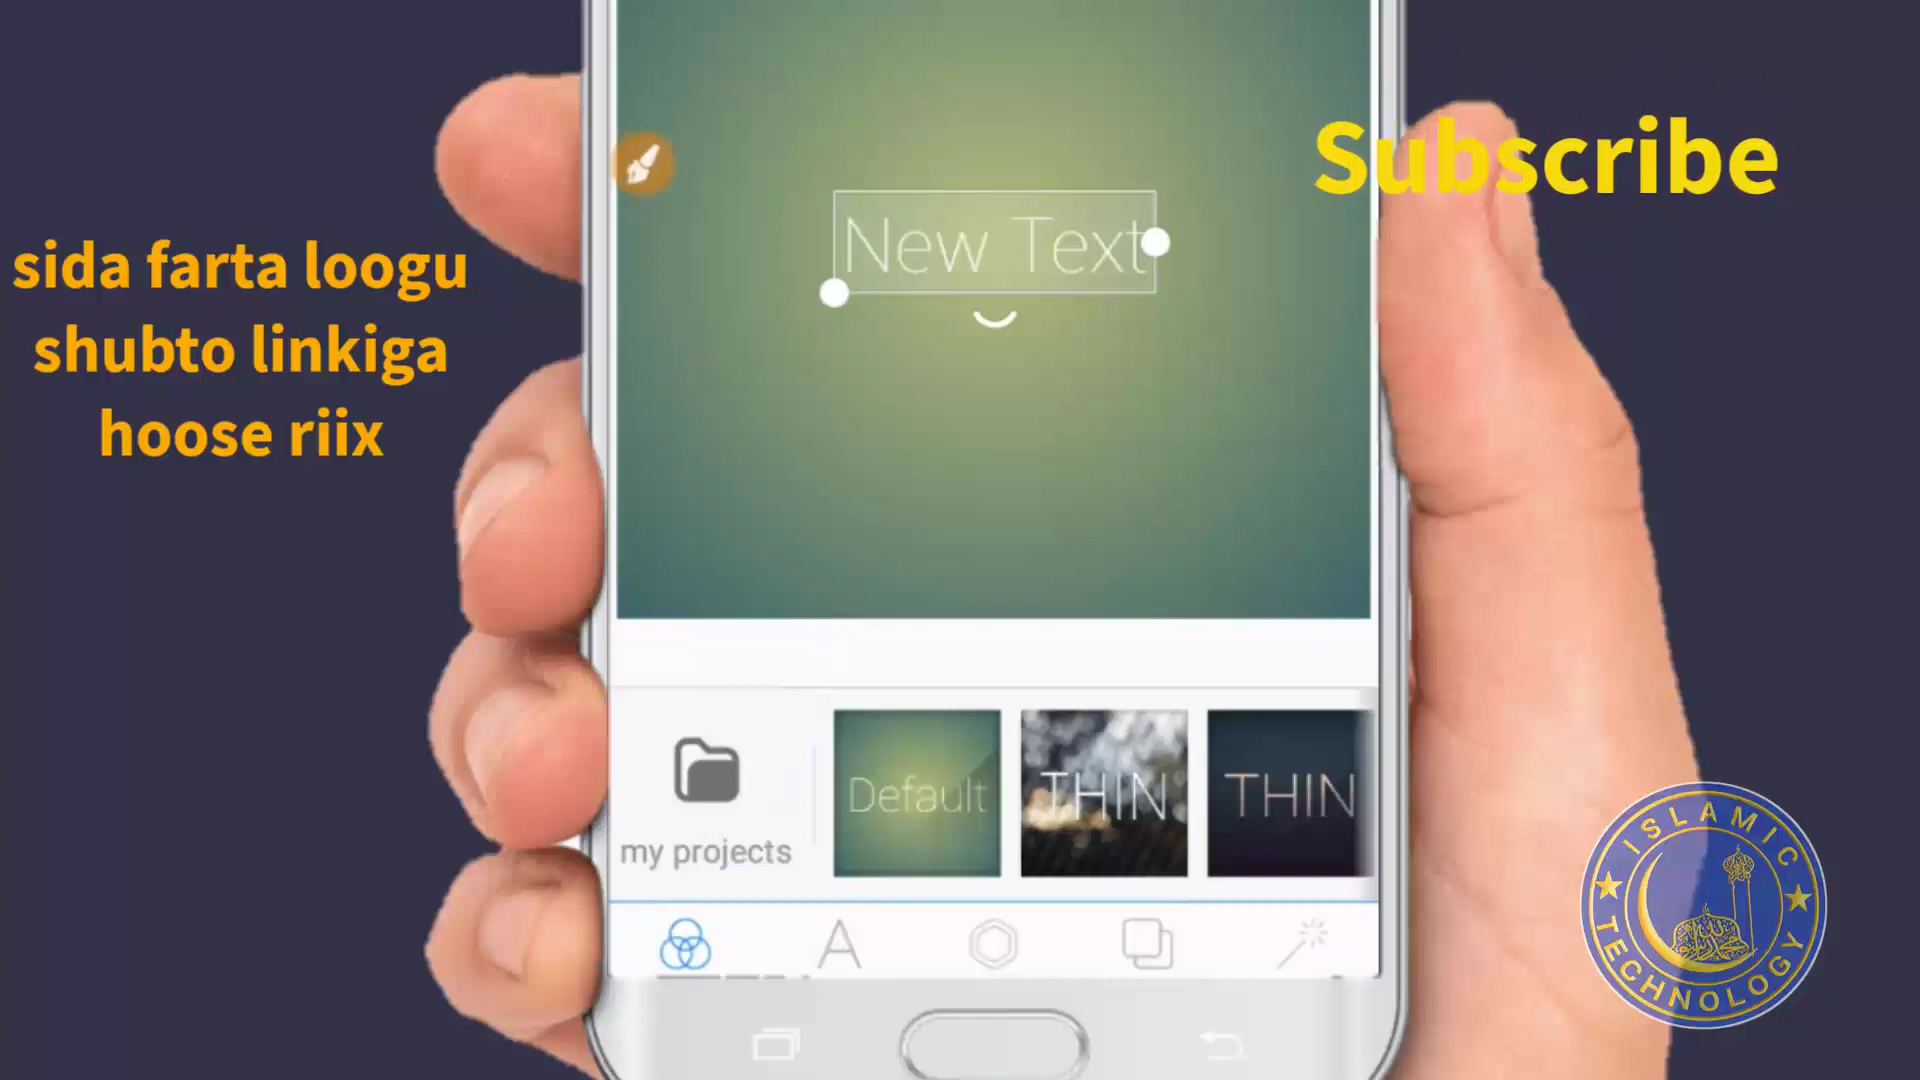 Subscribe
sida farta loogu
shubto linkiga
hoose riix
New Text
Default
THIN
THIN
my projects
ISLAMIC
TECHNOLOGY